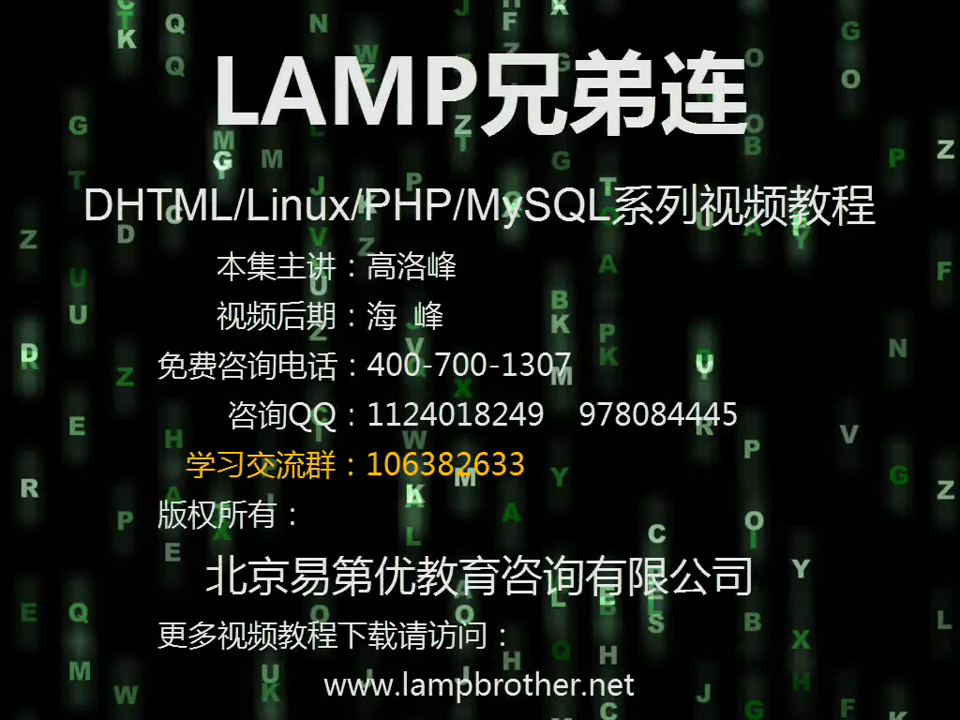 LAMP兄弟连
DHTML/Linux/PHP/MySQL系列视频教程
本集主讲：高洛峰
视频后期：海 峰
免费咨询电话：400-700-1307
咨询QQ：1124018249 978084445
学习交流群：106382633
版权所有：
北京易第优教育咨询有限公司
更多视频教程下载请访问：
www.lampbrother.net